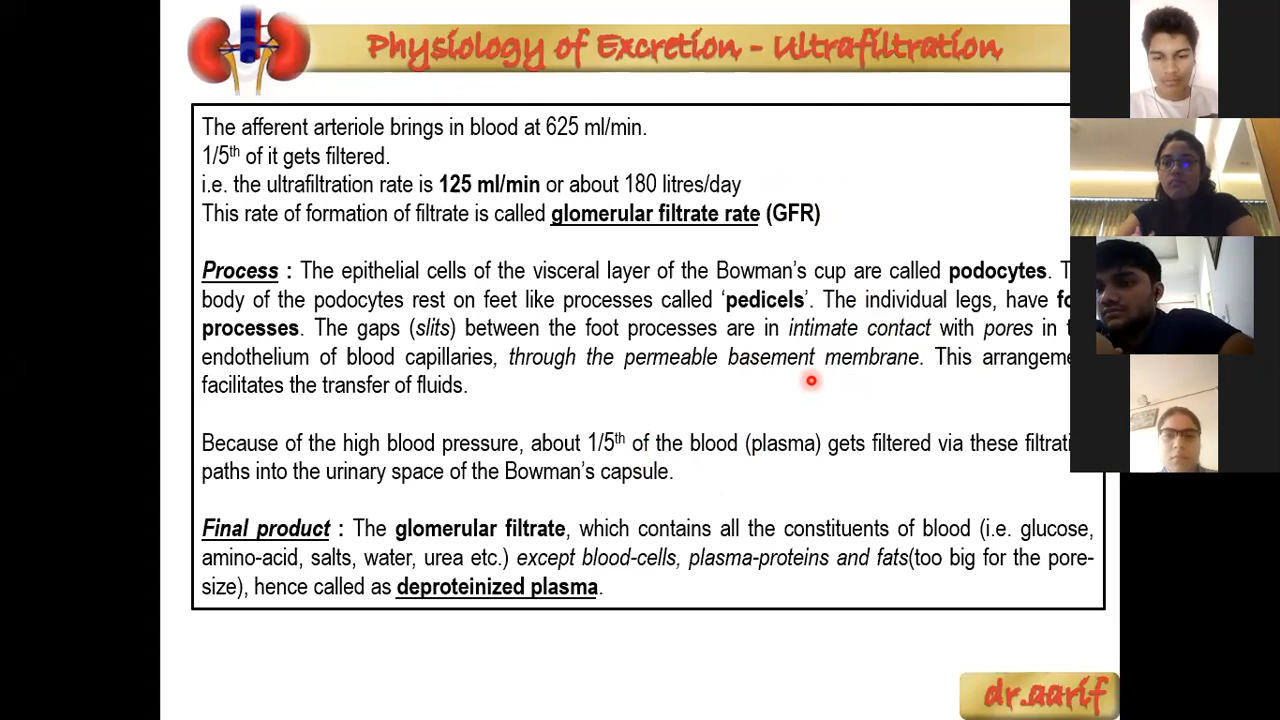 Physiology of Excretion - Ultrafiltration
The afferent arteriole brings in blood at 625 ml/min.
1/5th of it gets filtered.
i.e. the ultrafiltration rate is 125 ml/min or about 180 litres/day
This rate of formation of filtrate is called glomerular filtrate rate (GFR)
Process : The epithelial cells of the visceral layer of the Bowman's cup are called podocytes.
body of the podocytes rest on feet like processes called 'pedicels'. The individual legs, have
processes. The gaps (slits) between the foot processes are in intimate contact with pores in
endothelium of blood capillaries, through the permeable basement membrane. This arrangeme
facilitates the transfer of fluids.
Because of the high blood pressure, about 1/5th of the blood (plasma) gets filtered via these filtrati
paths into the urinary space of the Bowman's capsule.
Final product : The glomerular filtrate, which contains all the constituents of blood (i.e. glucose,
amino-acid, salts, water, urea etc.) except blood-cells, plasma-proteins and fats(too big for the pore-
size), hence called as deproteinized plasma.
dr.aarif